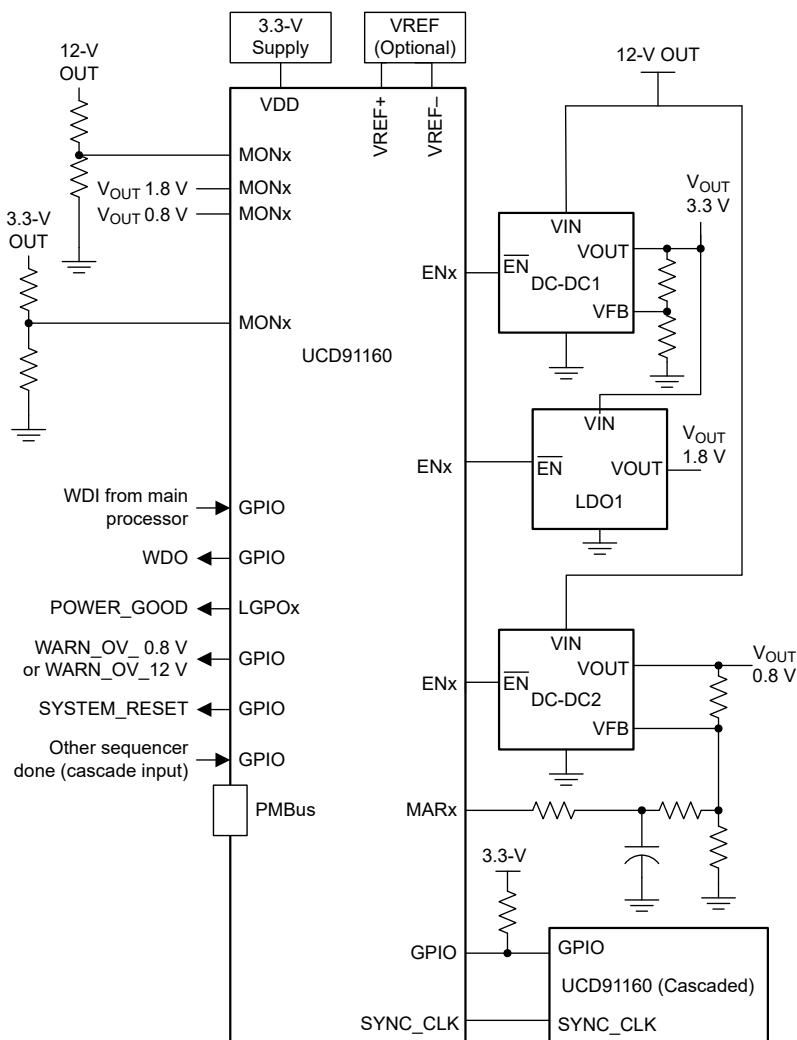 3.3-V
Supply
VREF
(Optional)
12-V
OUT
12-V OUT
VDD
VREF+
VREF–
MONx
VOUT 1.8 V
MONx
VOUT 0.8 V
MONx
3.3-V
OUT
MONx
UCD91160
VOUT
3.3 V
VIN
VOUT
ENx
EN
DC-DC1
VFB
VIN
VOUT
1.8 V
ENx
EN
VOUT
LDO1
WDI from main
processor
GPIO
WDO
GPIO
POWER_GOOD
LGPOx
WARN_OV_ 0.8 V
or WARN_OV_12 V
GPIO
SYSTEM_RESET
GPIO
Other sequencer
done (cascade input)
GPIO
PMBus
VIN
VOUT
VOUT
0.8 V
ENx
EN
DC-DC2
VFB
MARx
3.3-V
GPIO
GPIO
UCD91160 (Cascaded)
SYNC_CLK
SYNC_CLK